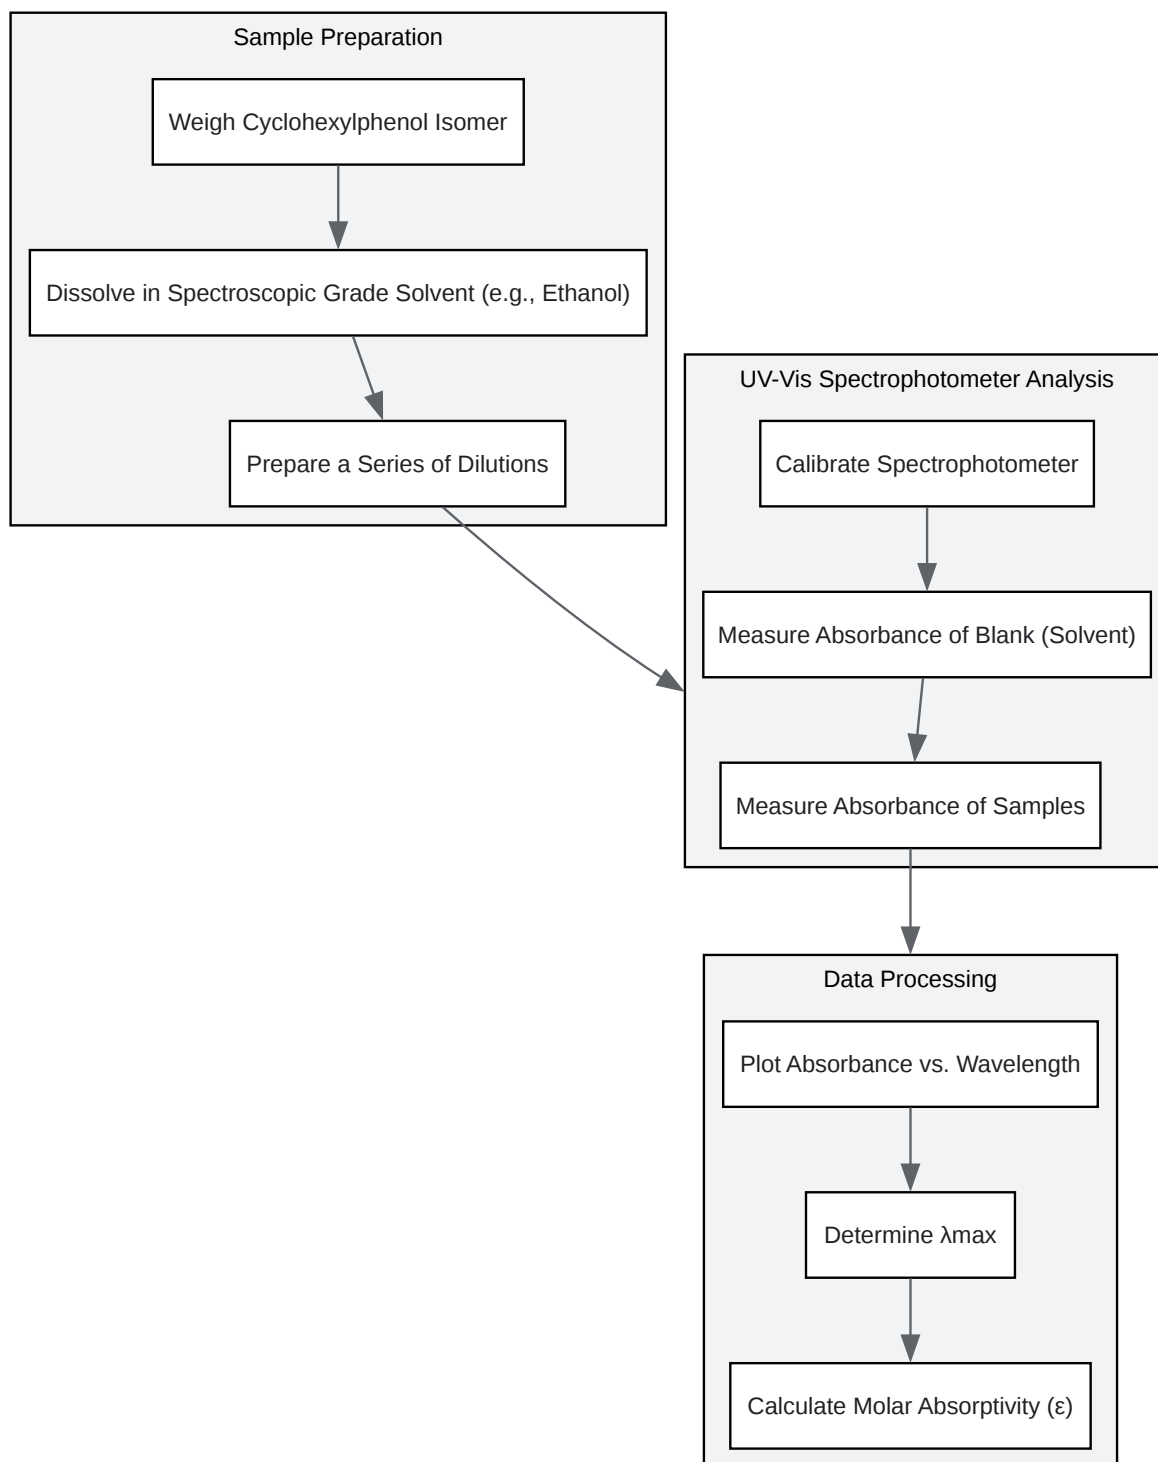 Sample Preparation
Weigh Cyclohexylphenol Isomer
Dissolve in Spectroscopic Grade Solvent (e.g., Ethanol)
Prepare a Series of Dilutions
UV-Vis Spectrophotometer Analysis
Calibrate Spectrophotometer
Measure Absorbance of Blank (Solvent)
Measure Absorbance of Samples
Data Processing
Plot Absorbance vs. Wavelength
Determine λmax
Calculate Molar Absorptivity (ε)